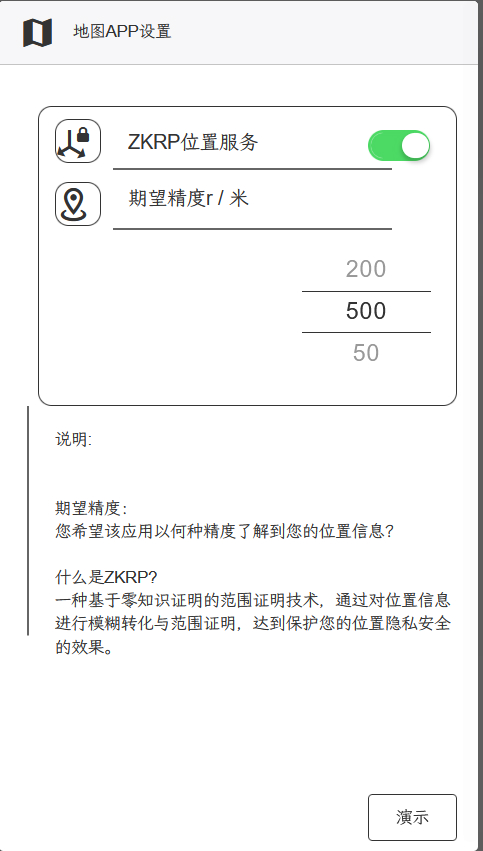 地图APP设置
ZKRP位置服务
期望精度r / 米
200
500
50
说明:
期望精度：
您希望该应用以何种精度了解到您的位置信息？
什么是ZKRP?
一种基于零知识证明的范围证明技术，通过对位置信息
进行模糊转化与范围证明，达到保护您的位置隐私安全
的效果。
演示